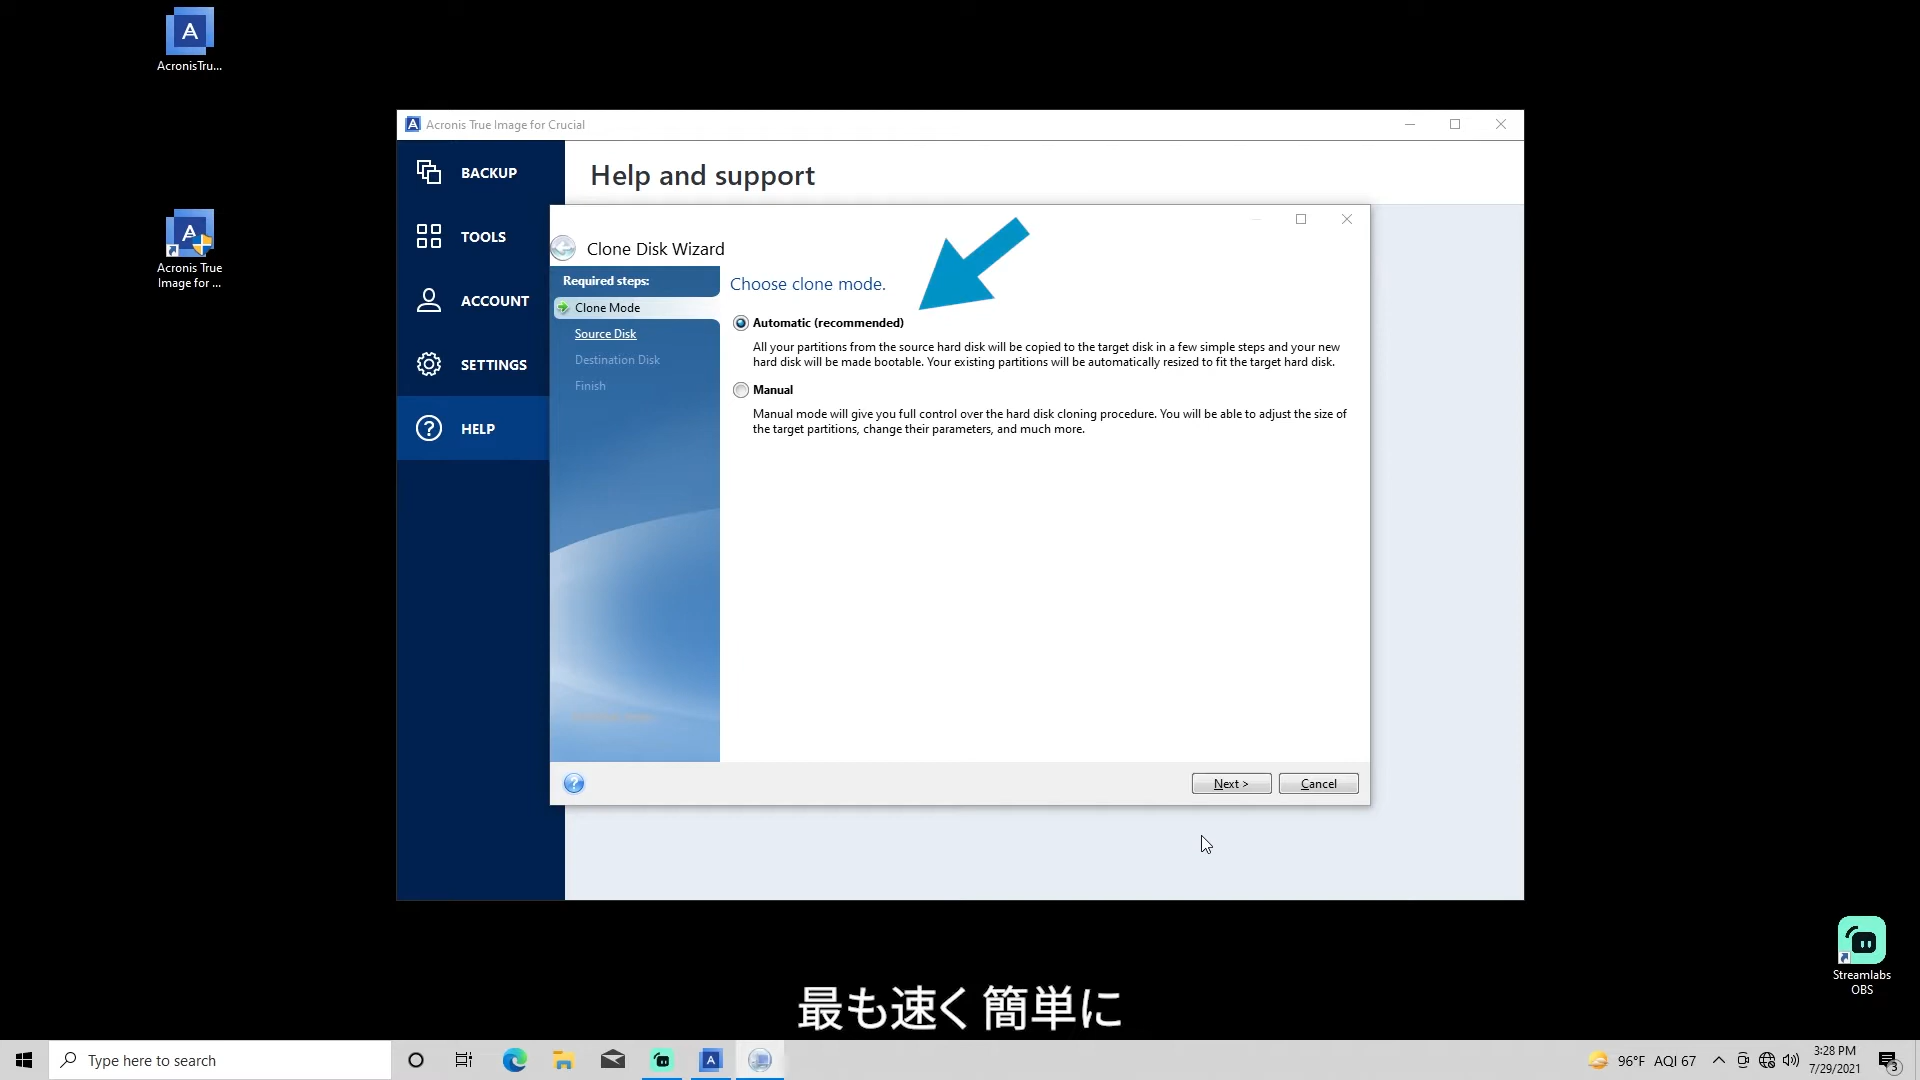 AcronisTru...
Acronis True
Image for ...
Acronis True Image for Crucial
BACKUP
TOOLS
ACCOUNT
SETTINGS
HELP
Help and support
Clone Disk Wizard
Required steps:
Clone Mode
Source Disk
Destination Disk
Finish
Choose clone mode.
Automatic (recommended)
All your partitions from the source hard disk will be copied to the target disk in a few simple steps and your new
hard disk will be made bootable. Your existing partitions will be automatically resized to fit the target hard disk.
Manual
Manual mode will give you full control over the hard disk cloning procedure. You will be able to adjust the size of
the target partitions, change their parameters, and much more.
Next >
Cancel
Streamlabs
OBS
最も速く簡単に
Type here to search
96°F AQI 67
3:28 PM
7/29/2021
3